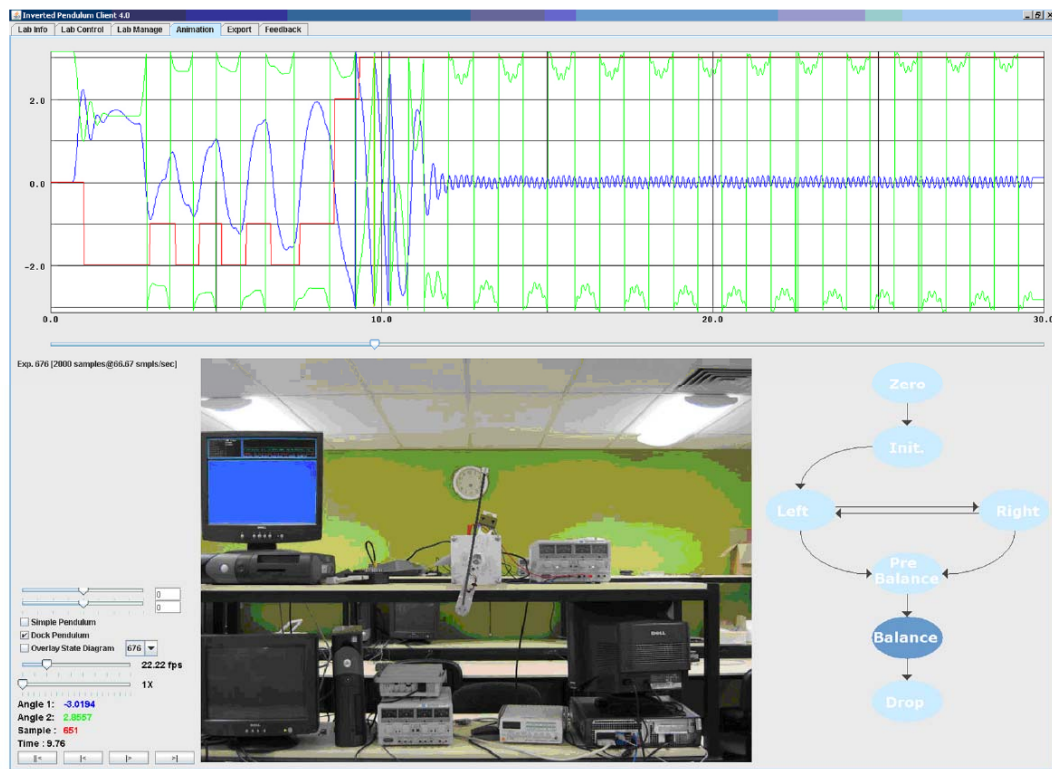 Inverted Pendulum Client 4.0
Lab Info Lab Control Lab Manage Animation Export Feedback
2.0
0.0
-2.0
0.0 10.0 20.0 30.0
Exp. 676 [2000 samples@66.67 smpls/sec]
Zero
Init.
Left Right
Pre
Balance
Balance
Drop
DELL
DELL
0
0
Simple Pendulum
Dock Pendulum
Overlay State Diagram 676
22.22 fps
1X
Angle 1: -3.0194
Angle 2: 2.8557
Sample : 651
Time : 9.76
||< |< |> >|